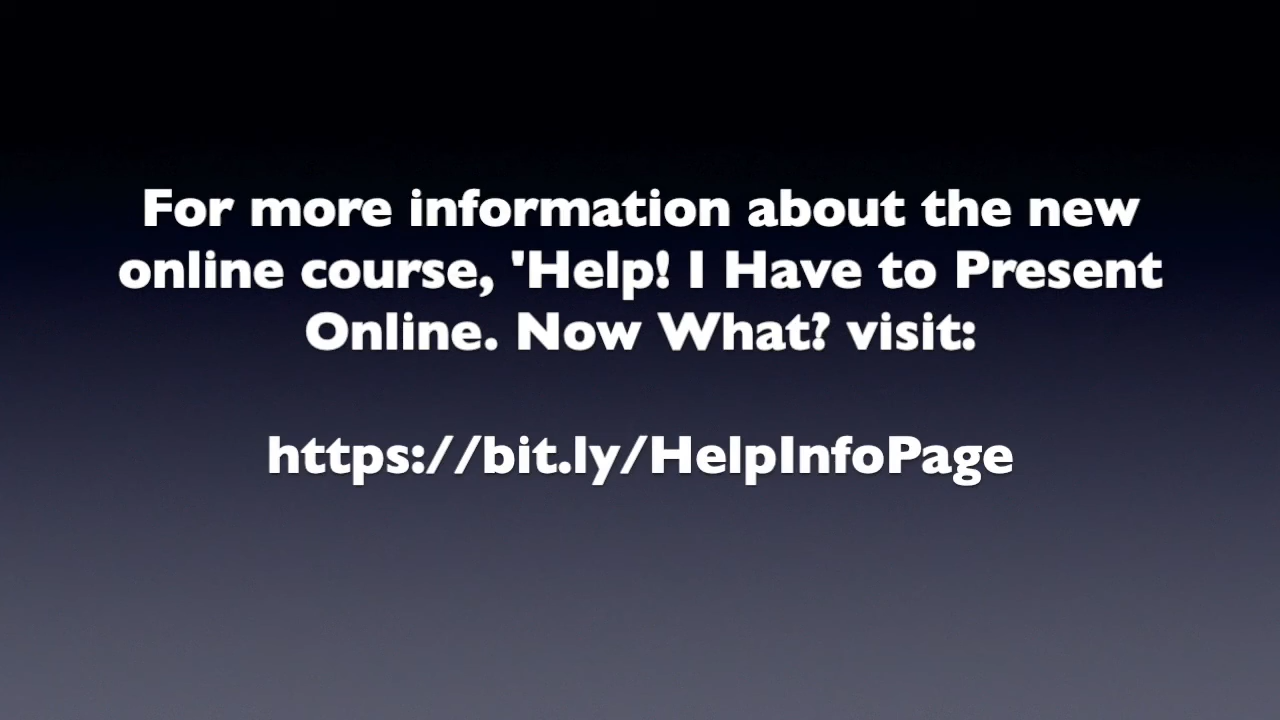 For more information about the new
online course, 'Help! I Have to Present
Online. Now What? visit:
https://bit.ly/HelpInfoPage